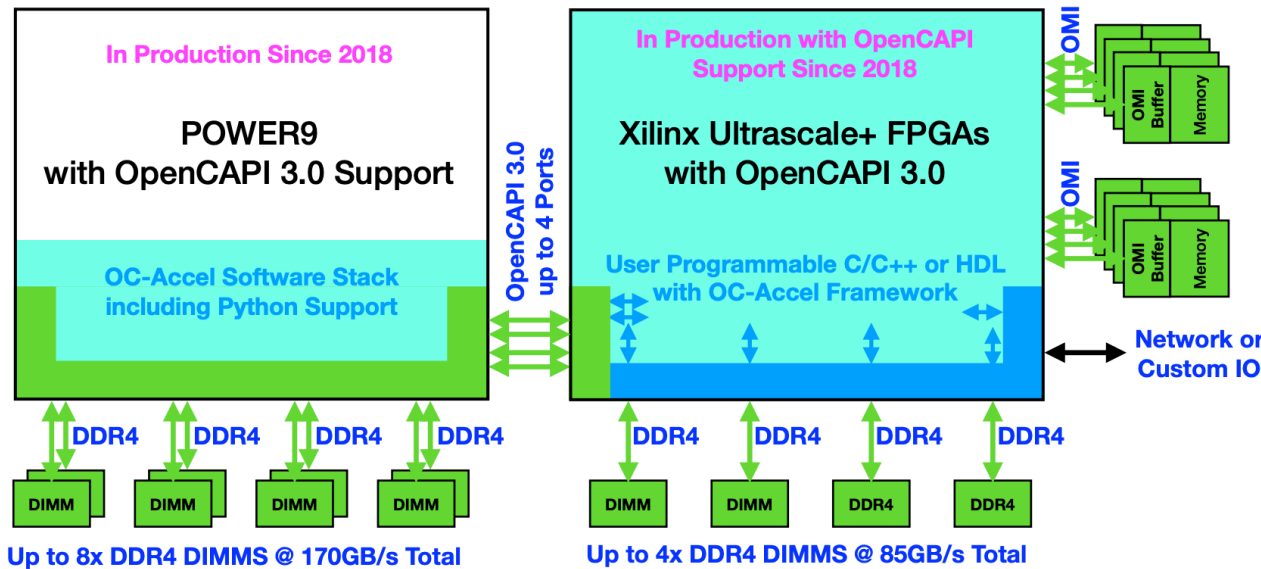 In Production Since 2018
POWER9
with OpenCAPI 3.0 Support
OC-Accel Software Stack
including Python Support
OpenCAPI 3.0
up to 4 Ports
In Production with OpenCAPI
Support Since 2018
Xilinx Ultrascale+ FPGAs
with OpenCAPI 3.0
User Programmable C/C++ or HDL
with OC-Accel Framework
OMI
OMI
Buffer
Memory
OMI
OMI
Buffer
Memory
Network or
Custom IO
DDR4
DDR4
DDR4
DDR4
DIMM
DIMM
DIMM
DIMM
Up to 8x DDR4 DIMMS @ 170GB/s Total
DDR4
DDR4
DDR4
DDR4
DIMM
DIMM
DDR4
DDR4
Up to 4x DDR4 DIMMS @ 85GB/s Total